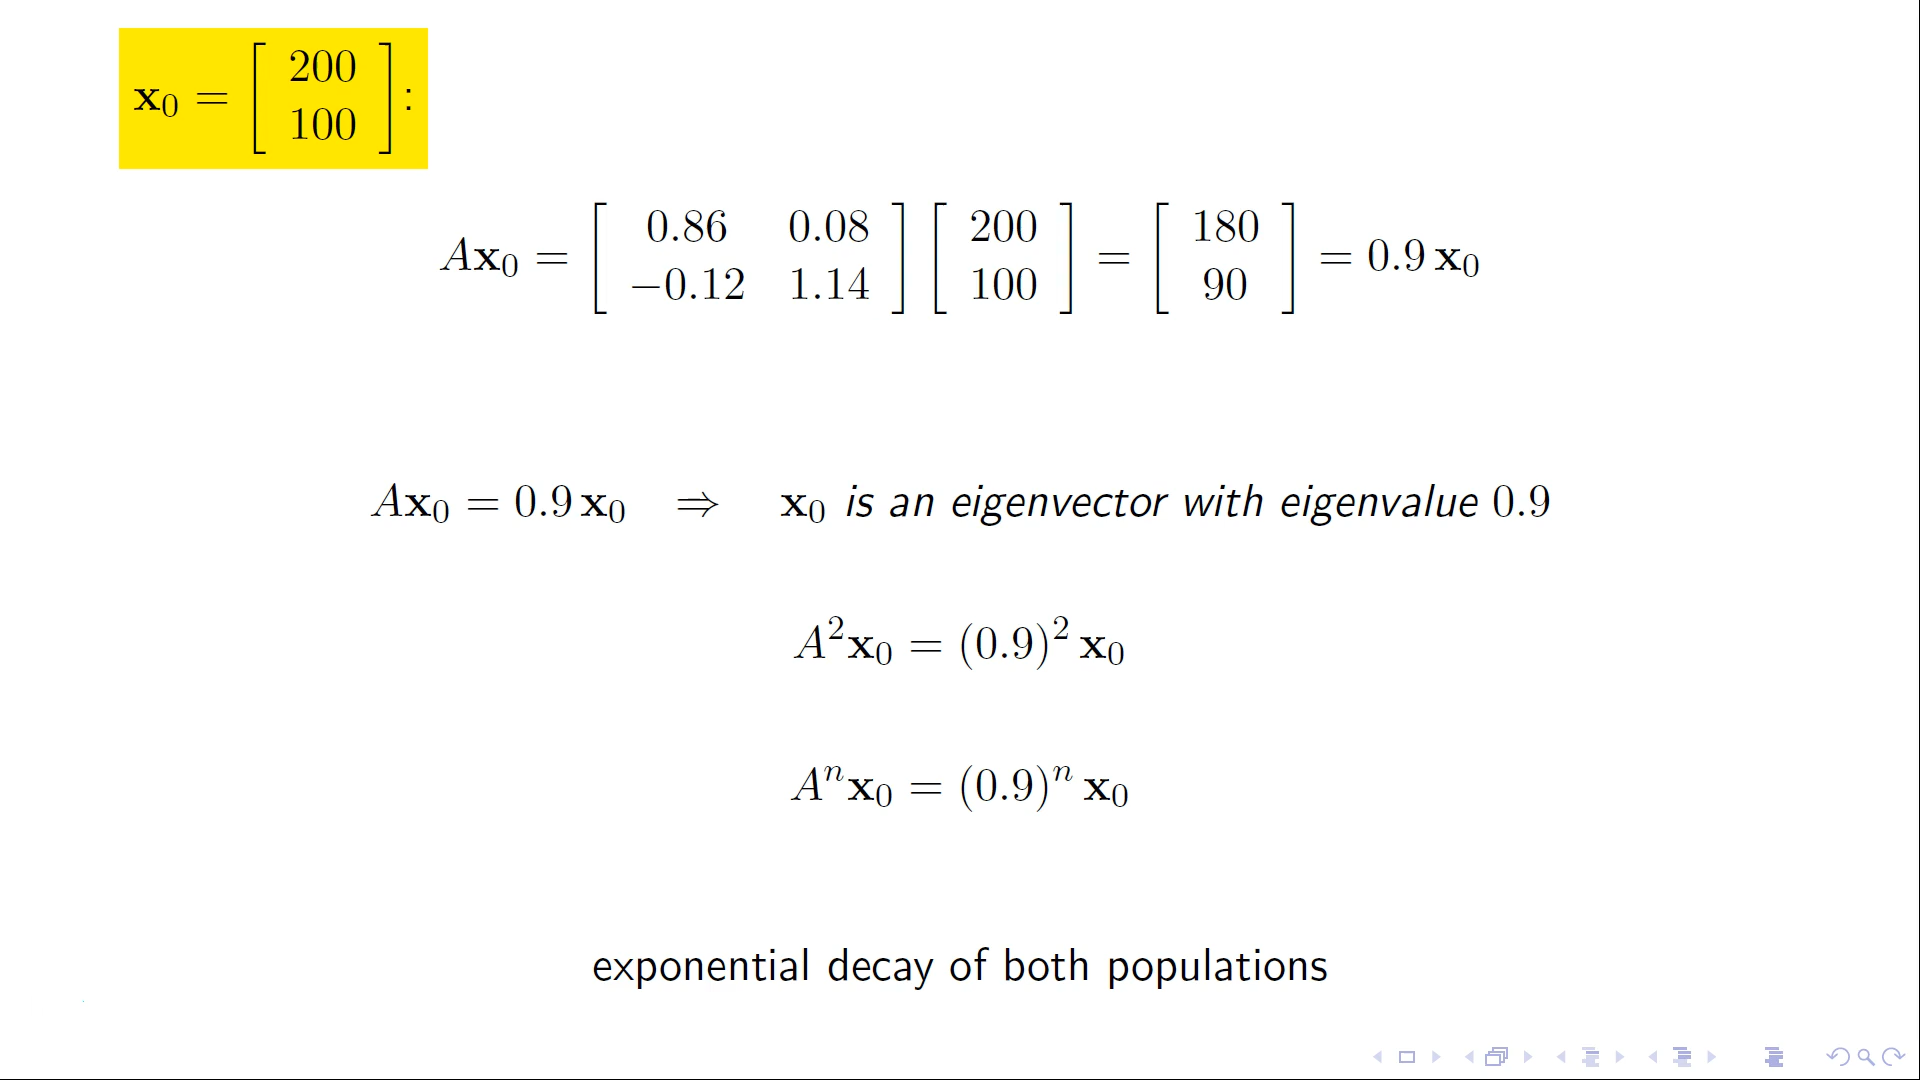 x₀ = [ 200 ; 100 ] :
Ax₀ = [ 0.86 0.08 ; −0.12 1.14 ] [ 200 ; 100 ] = [ 180 ; 90 ] = 0.9 x₀
Ax₀ = 0.9 x₀ ⇒ x₀ is an eigenvector with eigenvalue 0.9
A²x₀ = (0.9)² x₀
Aⁿx₀ = (0.9)ⁿ x₀
exponential decay of both populations